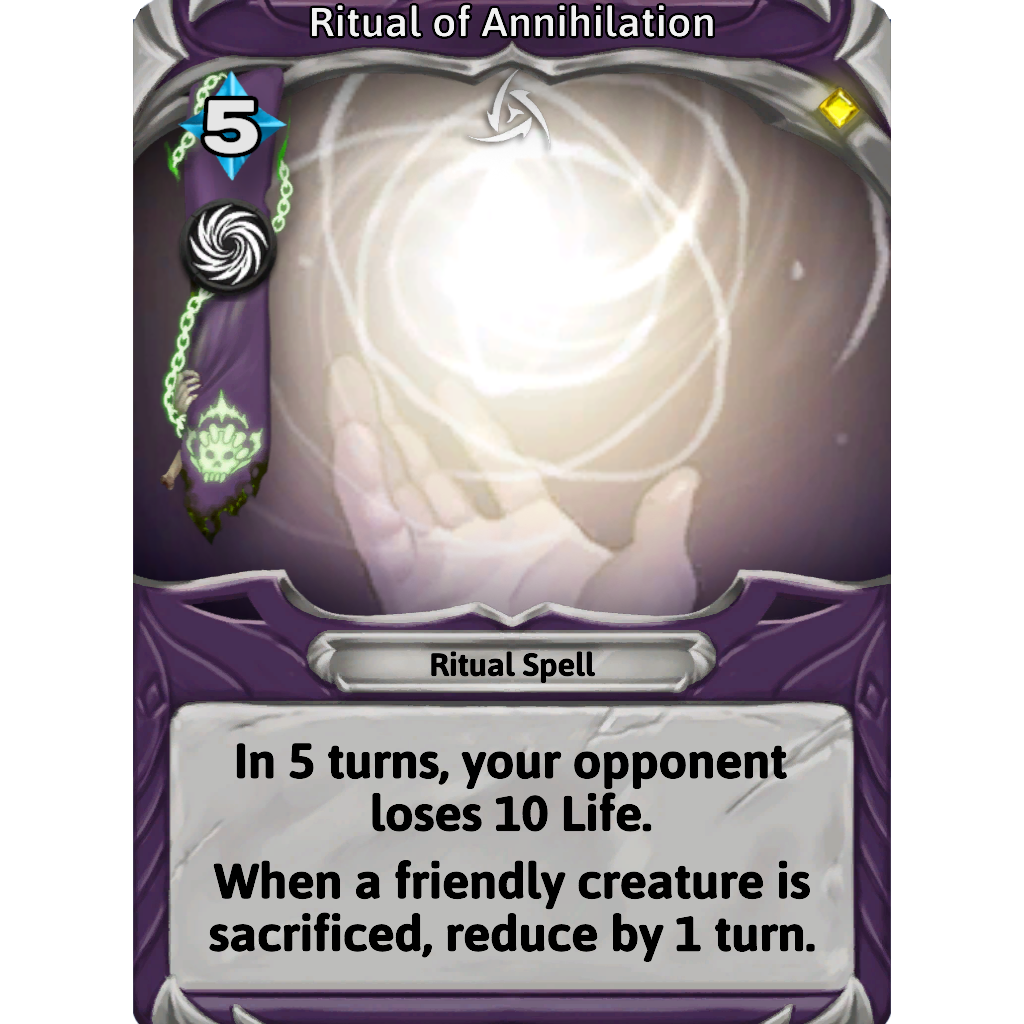 Ritual of Annihilation
5
Ritual Spell
In 5 turns, your opponent
loses 10 Life.
When a friendly creature is
sacrificed, reduce by 1 turn.